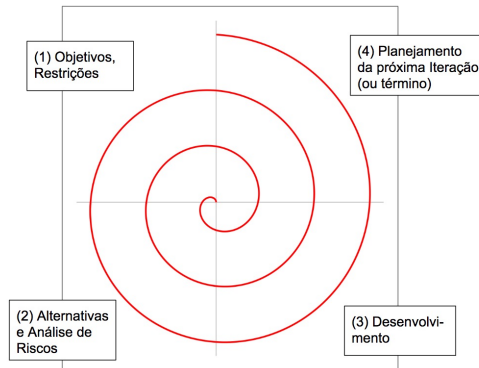 (1) Objetivos,
Restrições
(4) Planejamento
da próxima Iteração
(ou término)
(2) Alternativas
e Análise de
Riscos
(3) Desenvolvi-
mento